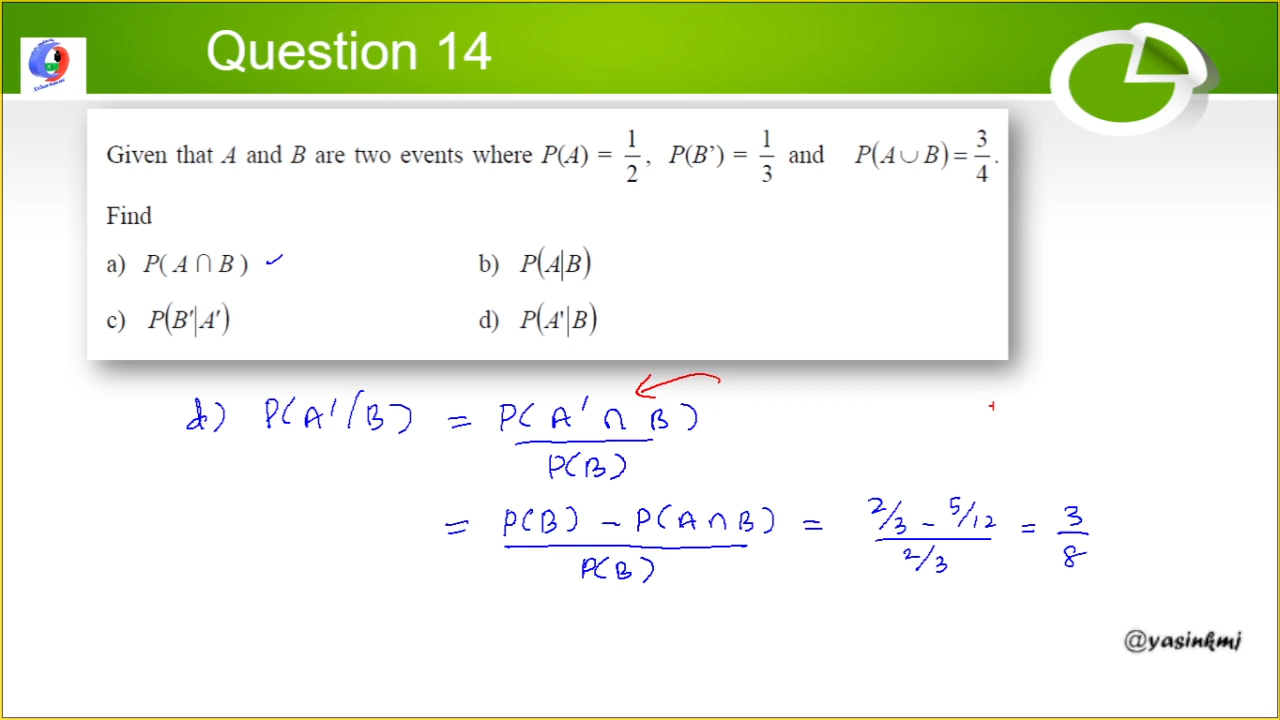 Question 14
Given that A and B are two events where P(A) = 1/2, P(B’) = 1/3 and P(A ∪ B) = 3/4.
Find
a) P( A ∩ B ) ✓ b) P(A|B)
c) P(B'|A') d) P(A'|B)
d) P(A'/B) = P(A' ∩ B) / P(B)
= P(B) - P(A ∩ B) / P(B) = 2/3 - 5/12 / 2/3 = 3/8
@yasinkmj